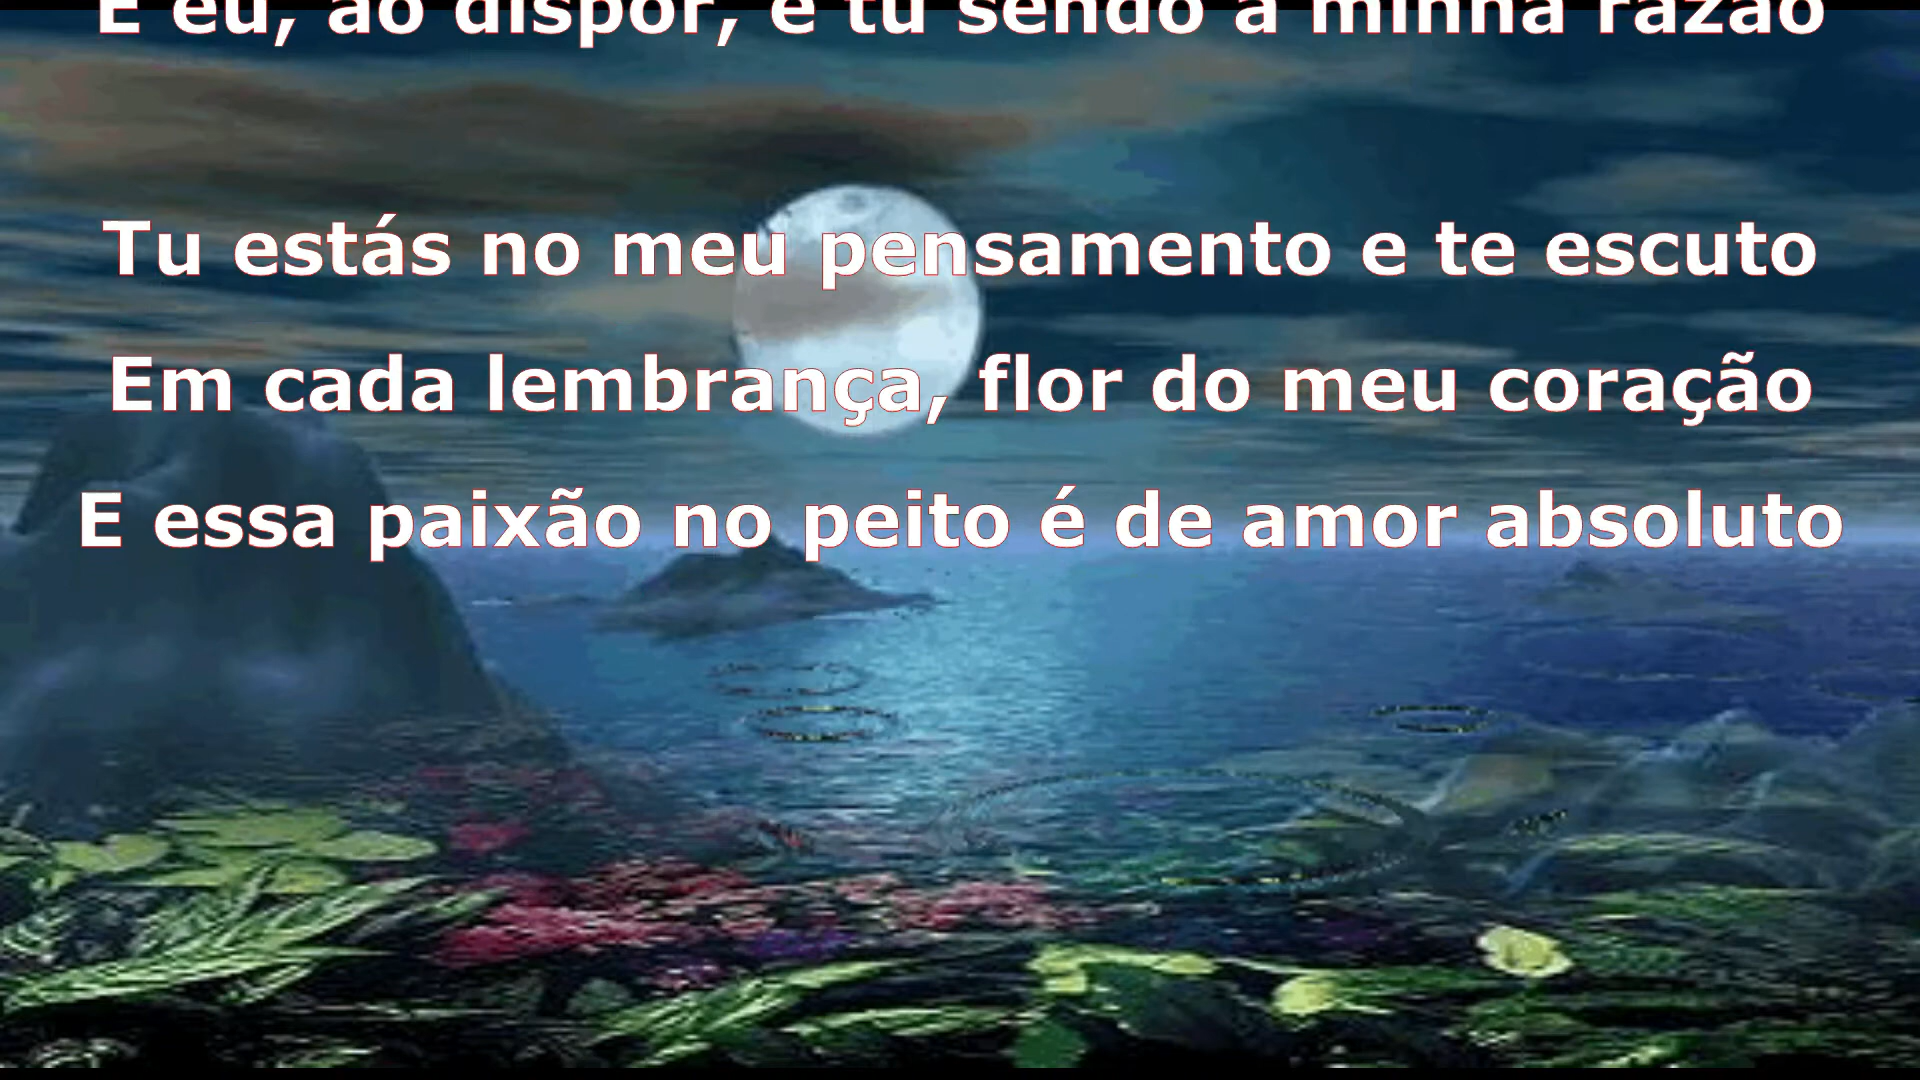 E eu, ao dispor, e tu sendo a minha razão
Tu estás no meu pensamento e te escuto
Em cada lembrança, flor do meu coração
E essa paixão no peito é de amor absoluto